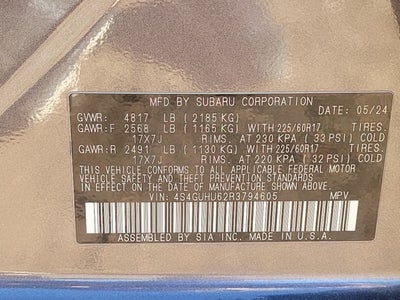 MFD BY SUBARU CORPORATION 05/24
GVWR: 4817 LB (2185 KG)
GAWR:F 2568 LB (1165 KG) WITH 225/60R17 TIRES.
17X7J RIMS. AT 230 KPA (33 PSI) COLD
GAWR:R 2491 LB (1130 KG) WITH 225/60R17 TIRES.
17X7J RIMS. AT 220 KPA (32 PSI) COLD
THIS VEHICLE CONFORMS TO ALL APPLICABLE FEDERAL MOTOR
VEHICLE SAFETY, BUMPER, AND THEFT PREVENTION STANDARDS
IN EFFECT ON THE DATE OF MANUFACTURE SHOWN ABOVE.
VIN: 4S4GUHU62R3794605 MPV
ASSEMBLED BY SIA INC. MADE IN U.S.A.